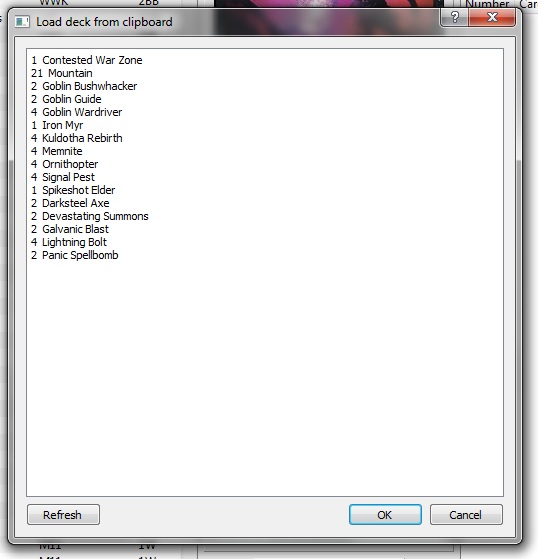 WWK 2BB
Number Car
Load deck from clipboard
1 Contested War Zone
21 Mountain
2 Goblin Bushwhacker
2 Goblin Guide
4 Goblin Wardriver
1 Iron Myr
4 Kuldotha Rebirth
4 Memnite
4 Ornithopter
4 Signal Pest
1 Spikeshot Elder
2 Darksteel Axe
2 Devastating Summons
2 Galvanic Blast
4 Lightning Bolt
2 Panic Spellbomb
Refresh OK Cancel
M11 1W